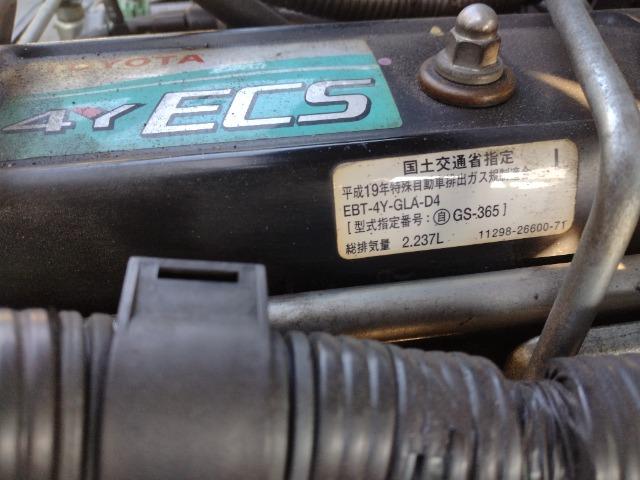 TOYOTA
4Y ECS
国土交通省指定
平成19年特殊自動車排出ガス規制適合
EBT-4Y-GLA-D4
[型式指定番号:自GS-365]
総排気量 2.237L 11298-26600-71